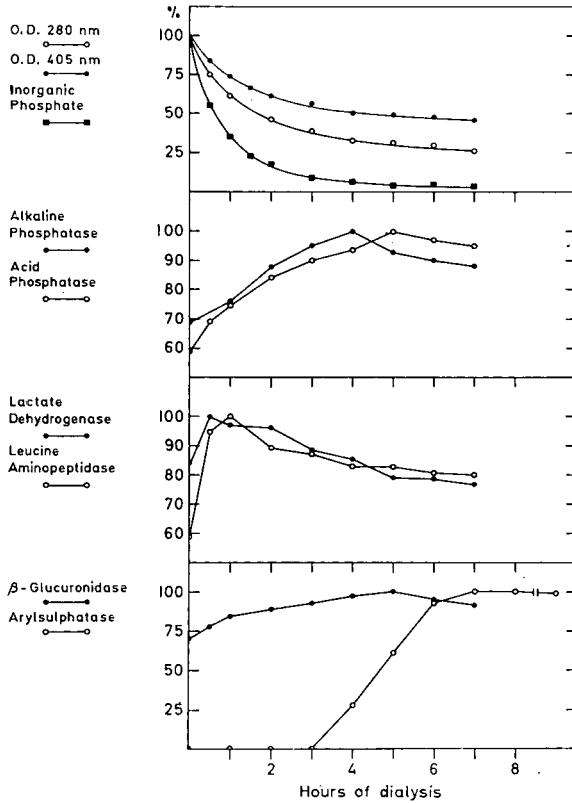 %
O.D. 280 nm
O.D. 405 nm
Inorganic
Phosphate
100
75
50
25
Alkaline
Phosphatase
Acid
Phosphatase
100
90
80
70
60
Lactate
Dehydrogenase
Leucine
Aminopeptidase
100
90
80
70
60
β-Glucuronidase
Arylsulphatase
100
75
50
25
2 4 6 8
Hours of dialysis